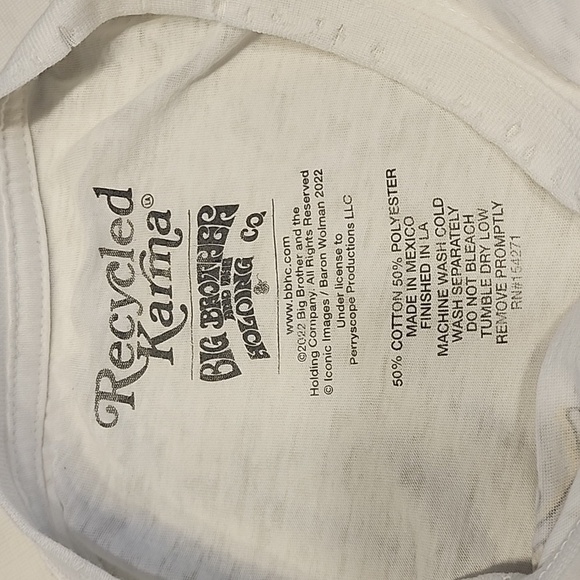 Recycled
Karma
LA
BIG BROTHER
AND THE
HOLDING Co
www.bbhc.com
©2022 Big Brother and the
Holding Company, All Rights Reserved
© Iconic Images / Baron Wolman 2022
Under license to
Perryscope Productions LLC
50% COTTON 50% POLYESTER
MADE IN MEXICO
FINISHED IN LA
MACHINE WASH COLD
WASH SEPARATELY
DO NOT BLEACH
TUMBLE DRY LOW
REMOVE PROMPTLY
RN#154271